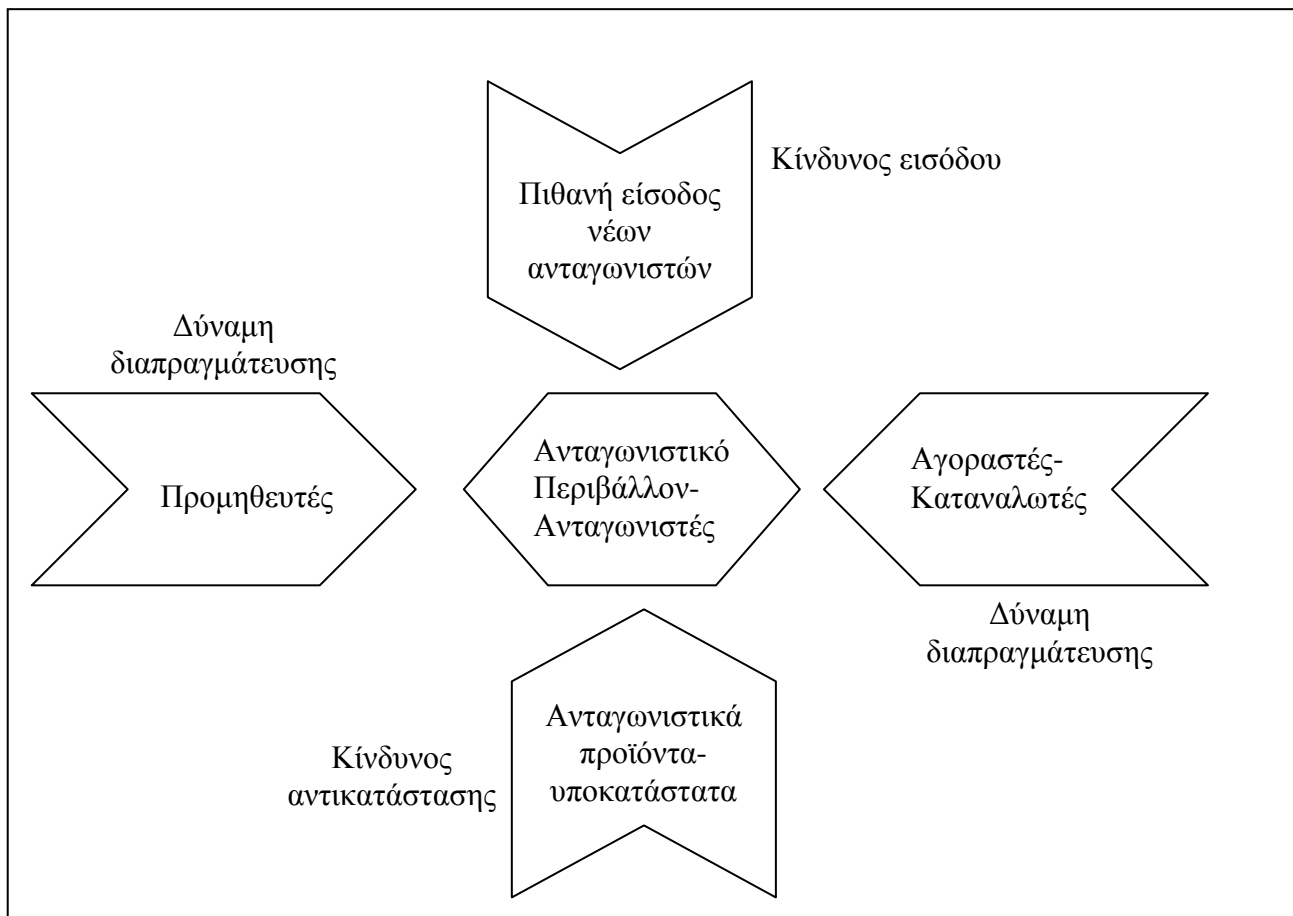 Κίνδυνος εισόδου
Πιθανή είσοδος
νέων
ανταγωνιστών
Δύναμη
διαπραγμάτευσης
Προμηθευτές
Ανταγωνιστικό
Περιβάλλον-
Ανταγωνιστές
Αγοραστές-
Καταναλωτές
Δύναμη
διαπραγμάτευσης
Ανταγωνιστικά
προϊόντα-
υποκατάστατα
Κίνδυνος
αντικατάστασης